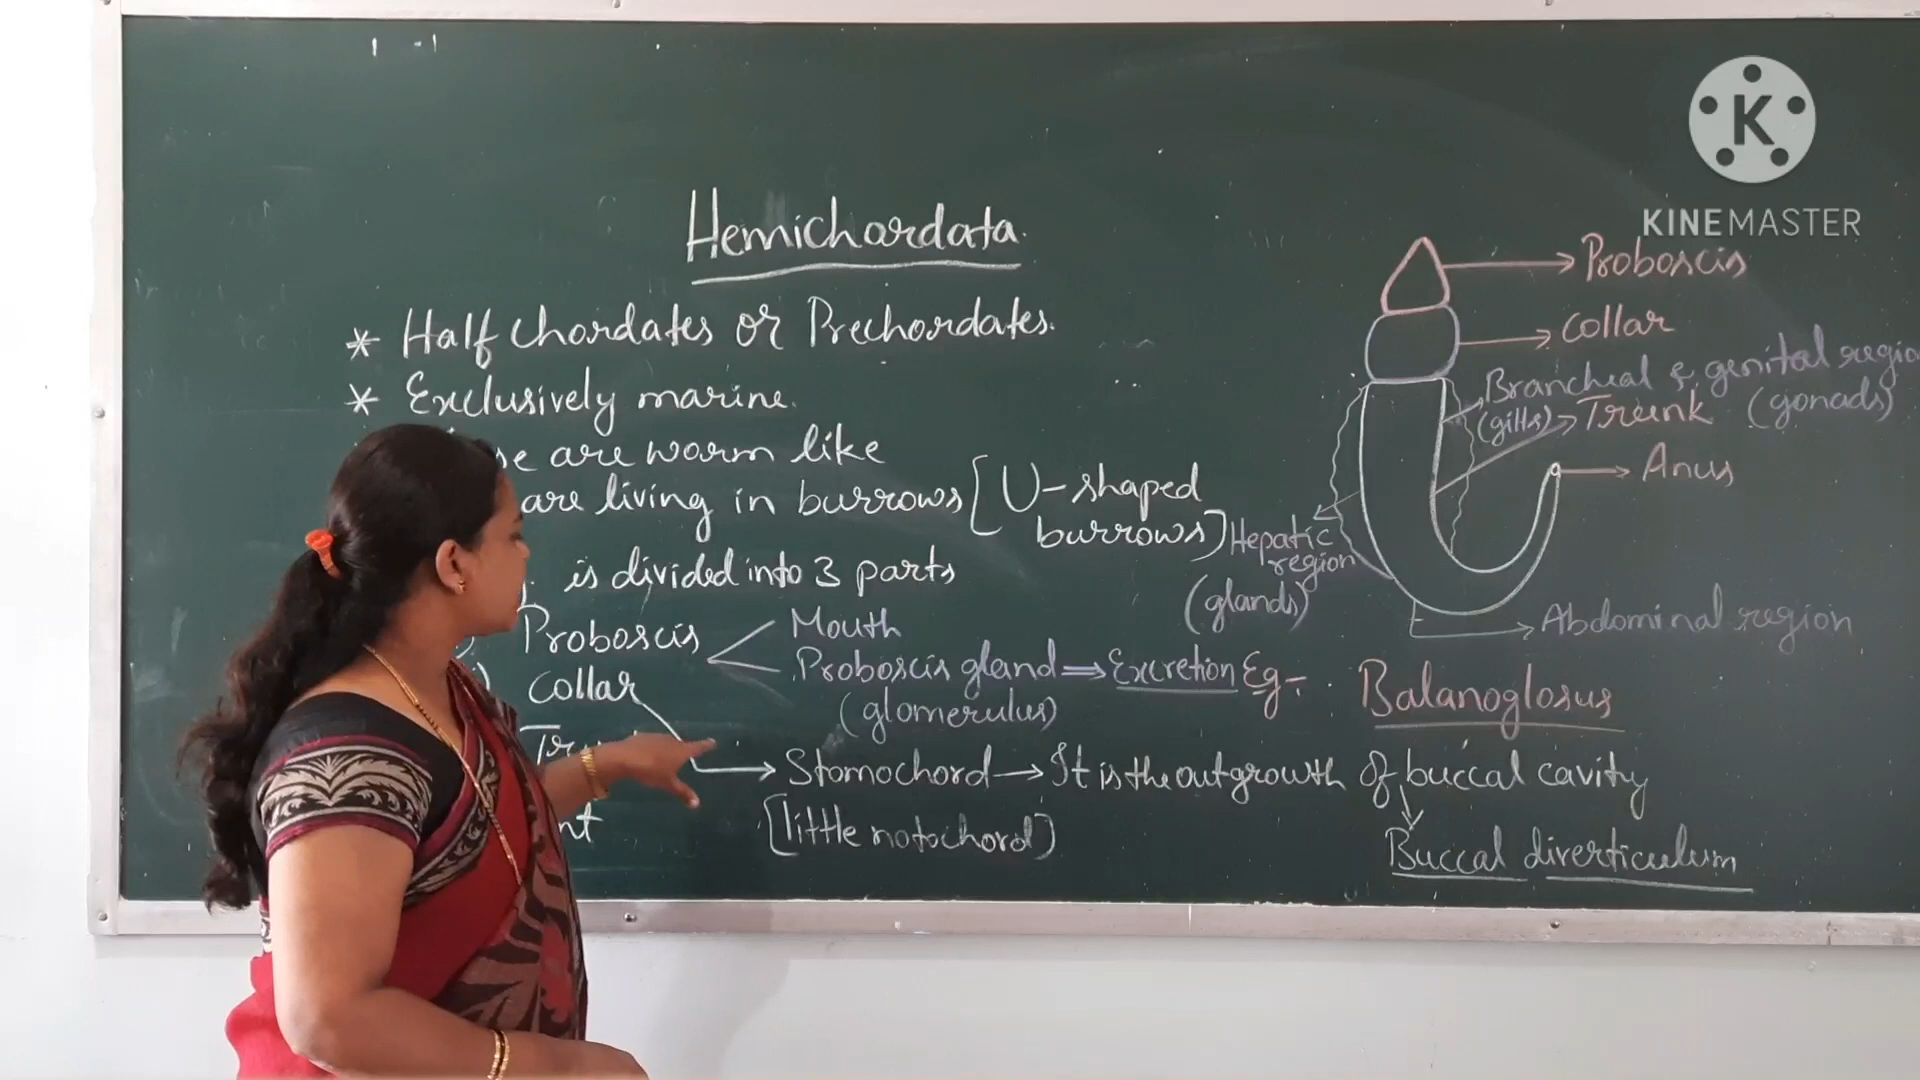 K
KINEMASTER
Hemichordata
* Half chordates or Prechordates.
* Exclusively marine.
are worm like
are living in burrows [U-shaped burrows]
is divided into 3 parts
Proboscis
Mouth
Proboscis gland ⇒ Excretion
(glomerulus)
Collar
→ Stomochord → It is the outgrowth of buccal cavity
[little notochord]
Buccal diverticulum
Eg-. Balanoglosus
→ Proboscis
→ Collar
Brancheal & genital regio
(gills) → Trunk (gonads)
→ Anus
Hepatic
region
(glands)
→ Abdominal region